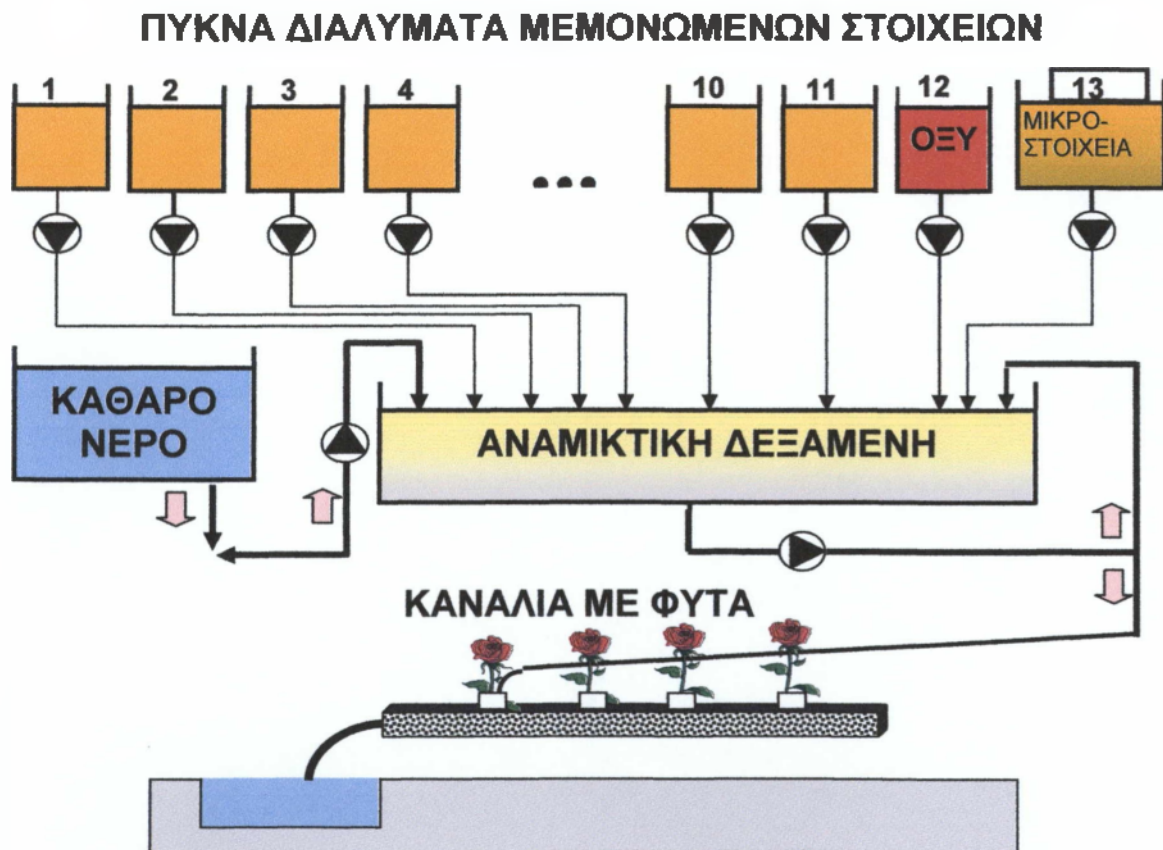 ΠΥΚΝΑ ΔΙΑΛΥΜΑΤΑ ΜΕΜΟΝΩΜΕΝΩΝ ΣΤΟΙΧΕΙΩΝ
1 2 3 4 10 11 12 13
ΟΞΥ
ΜΙΚΡΟ-
ΣΤΟΙΧΕΙΑ
...
ΚΑΘΑΡΟ
ΝΕΡΟ
ΑΝΑΜΙΚΤΙΚΗ ΔΕΞΑΜΕΝΗ
ΚΑΝΑΛΙΑ ΜΕ ΦΥΤΑ